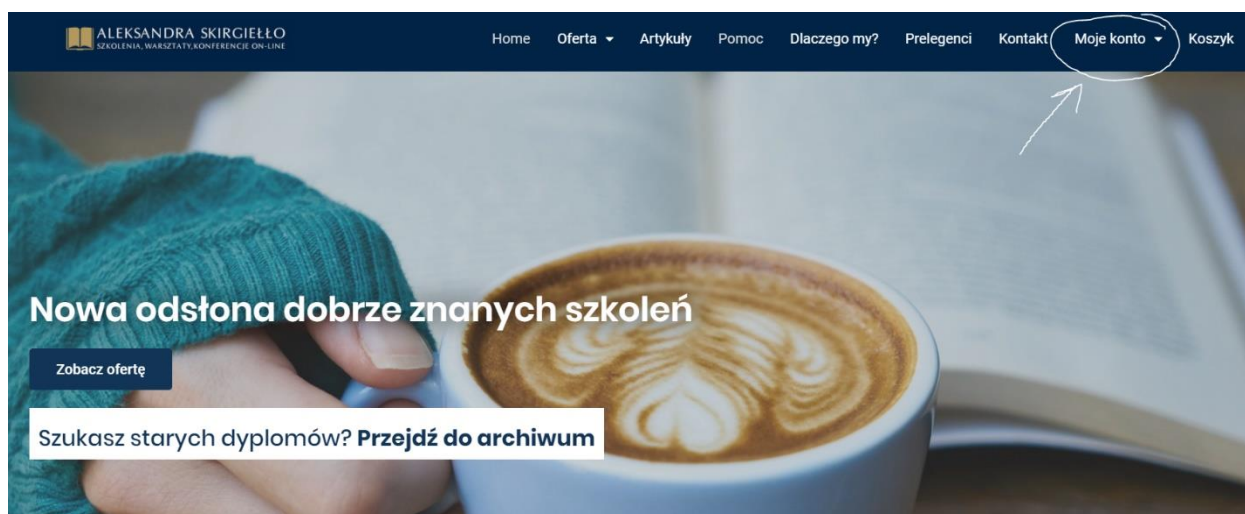 ALEKSANDRA SKIRGIEŁŁO
SZKOLENIA, WARSZTATY,KONFERENCJE ON-LINE
Home Oferta Artykuły Pomoc Dlaczego my? Prelegenci Kontakt Moje konto Koszyk
Nowa odsłona dobrze znanych szkoleń
Zobacz ofertę
Szukasz starych dyplomów? Przejdź do archiwum